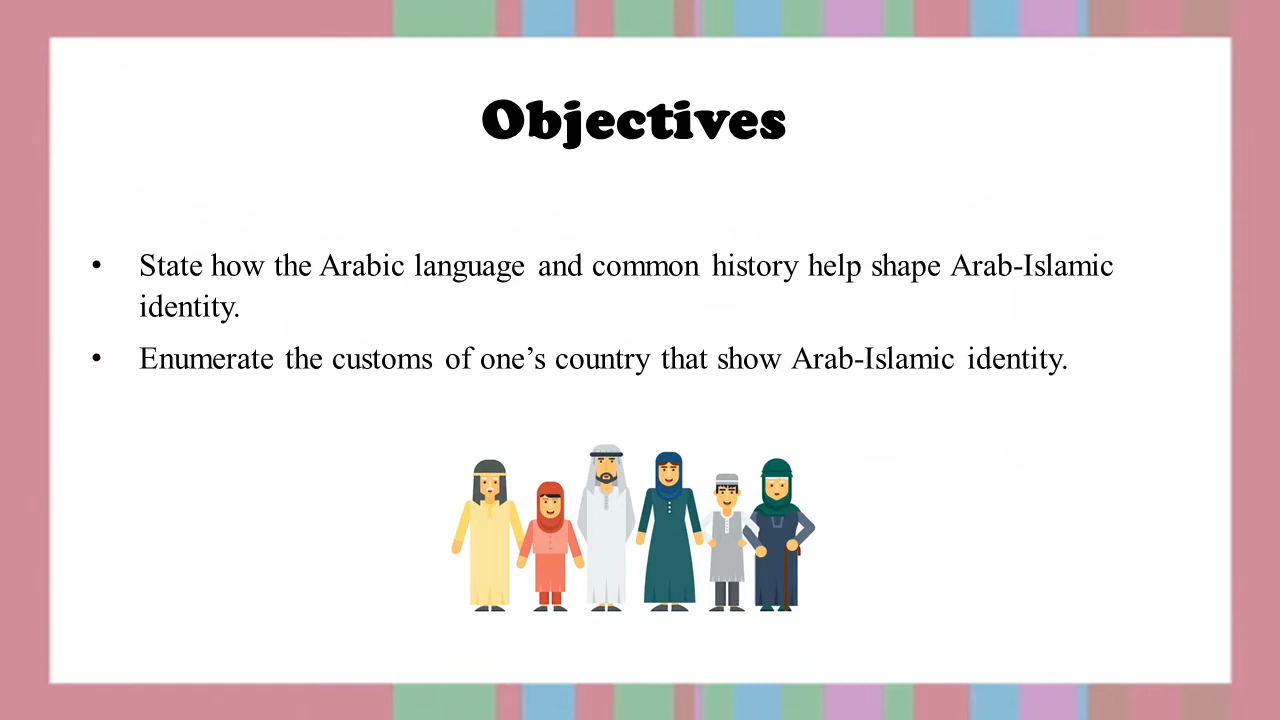 Objectives
• State how the Arabic language and common history help shape Arab-Islamic
identity.
• Enumerate the customs of one’s country that show Arab-Islamic identity.